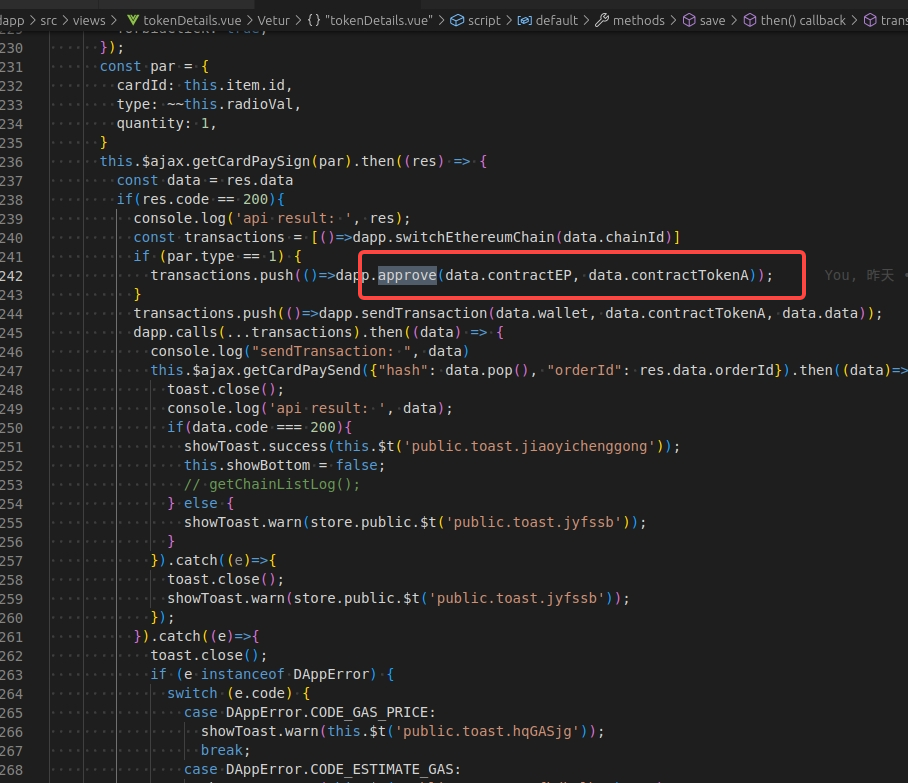 dapp > src > views > tokenDetails.vue > Vetur > {} "tokenDetails.vue" > script > default > methods > save > then() callback > trans
229 forbidClick: true,
230 });
231 const par = {
232 cardId: this.item.id,
233 type: ~~this.radioVal,
234 quantity: 1,
235 }
236 this.$ajax.getCardPaySign(par).then((res) => {
237 const data = res.data
238 if(res.code == 200){
239 console.log('api result: ', res);
240 const transactions = [()=>dapp.switchEthereumChain(data.chainId)]
241 if (par.type == 1) {
242 transactions.push(()=>dapp.approve(data.contractEP, data.contractTokenA)); You, 昨天 •
243 }
244 transactions.push(()=>dapp.sendTransaction(data.wallet, data.contractTokenA, data.data));
245 dapp.calls(...transactions).then((data) => {
246 console.log("sendTransaction: ", data)
247 this.$ajax.getCardPaySend({"hash": data.pop(), "orderId": res.data.orderId}).then((data)=>
248 toast.close();
249 console.log('api result: ', data);
250 if(data.code === 200){
251 showToast.success(this.$t('public.toast.jiaoyichenggong'));
252 this.showBottom = false;
253 // getChainListLog();
254 } else {
255 showToast.warn(store.public.$t('public.toast.jyfssb'));
256 }
257 }).catch((e)=>{
258 toast.close();
259 showToast.warn(store.public.$t('public.toast.jyfssb'));
260 });
261 }).catch((e)=>{
262 toast.close();
263 if (e instanceof DAppError) {
264 switch (e.code) {
265 case DAppError.CODE_GAS_PRICE:
266 showToast.warn(this.$t('public.toast.hqGASjg'));
267 break;
268 case DAppError.CODE_ESTIMATE_GAS: